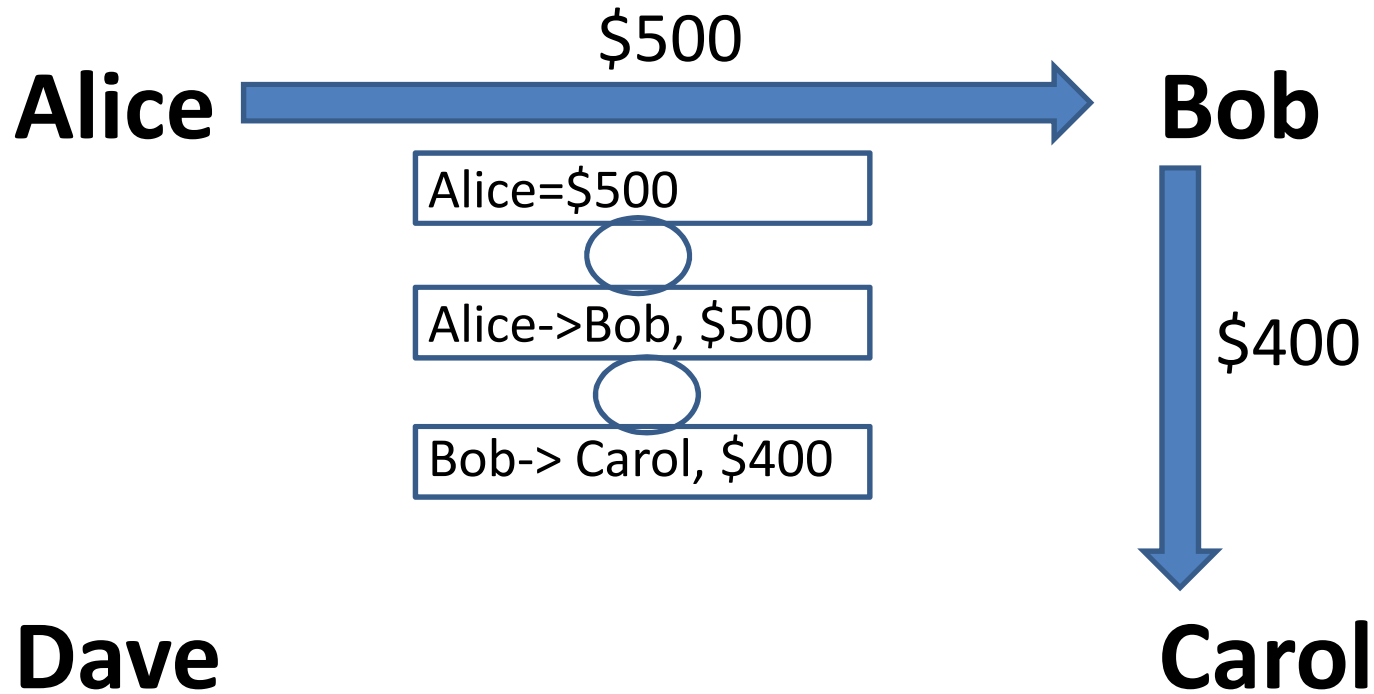 $500
Alice
Bob
Alice=$500
Alice->Bob, $500
$400
Bob-> Carol, $400
Dave
Carol